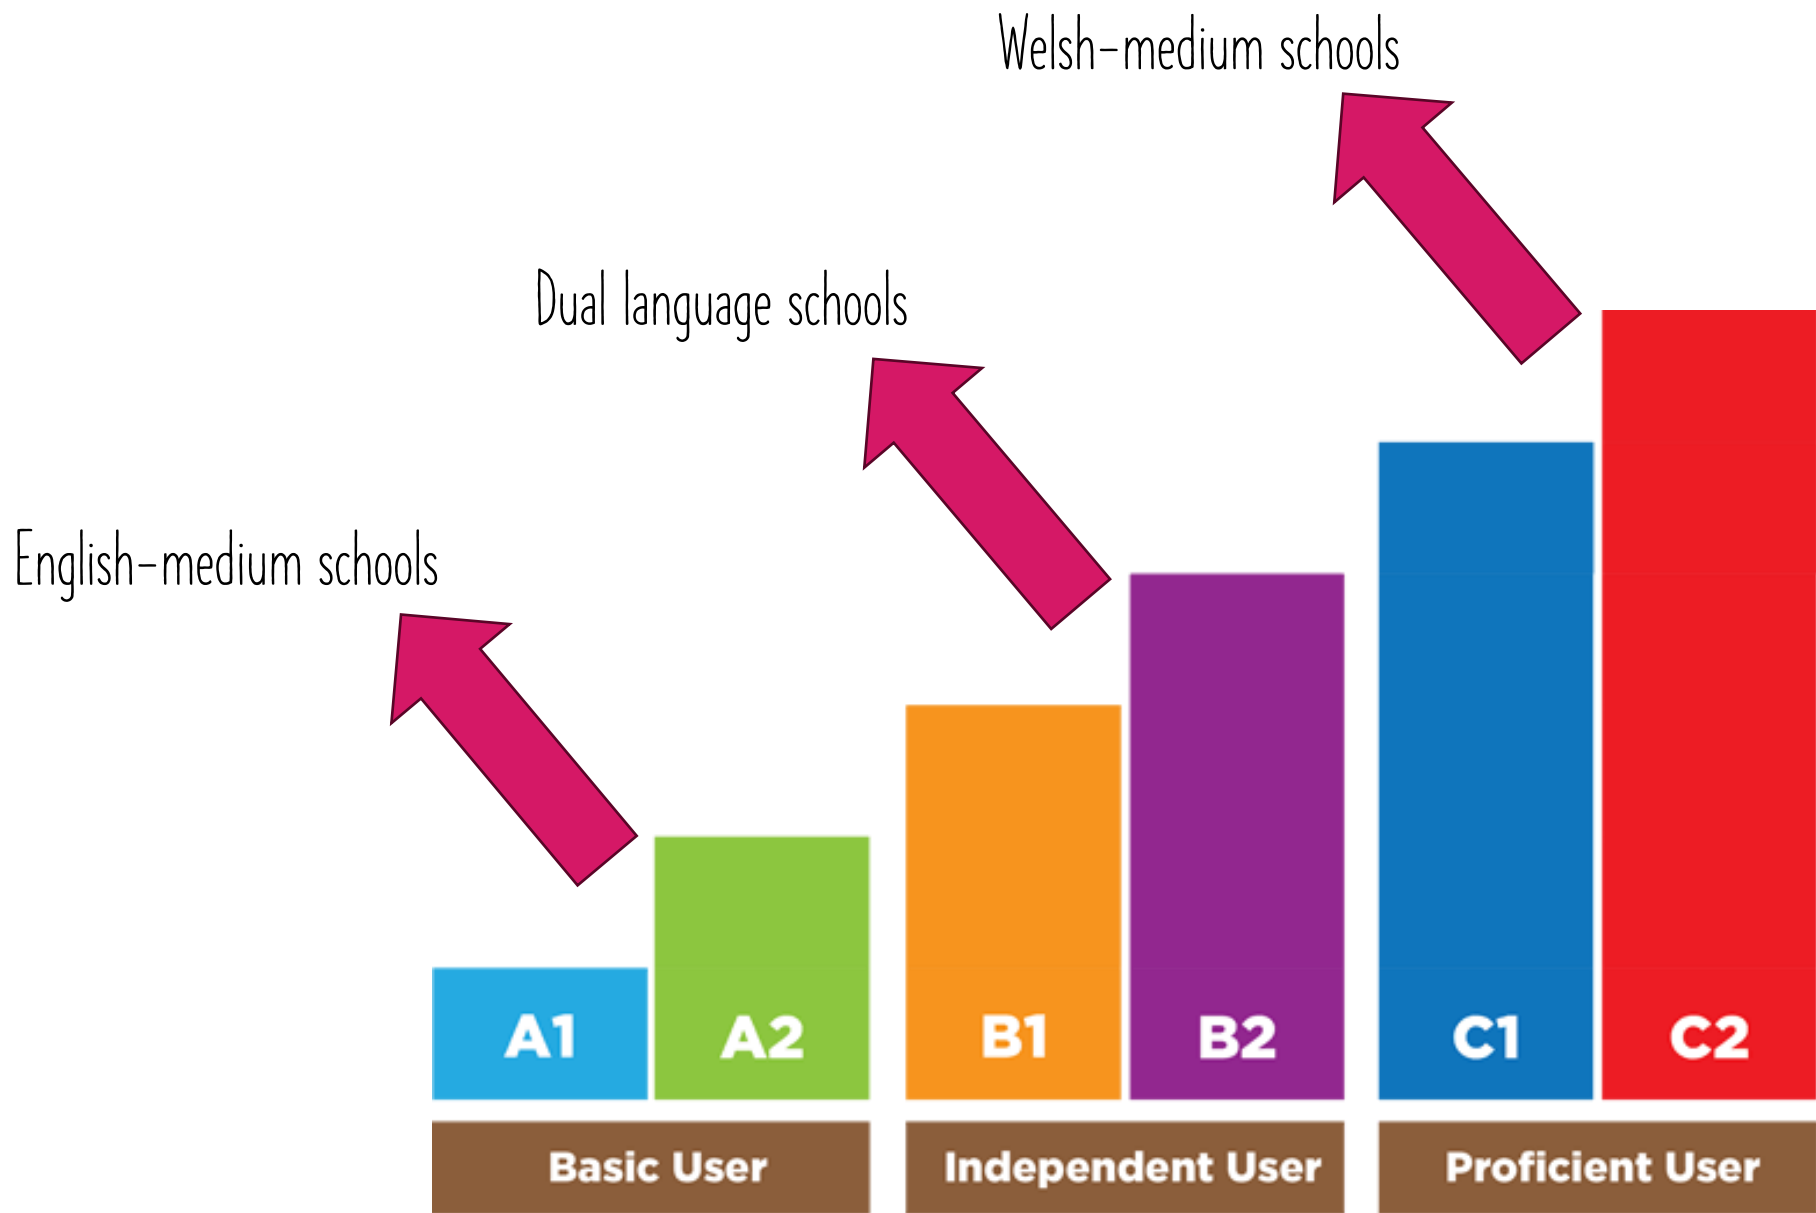 Welsh-medium schools
Dual language schools
English-medium schools
A1 A2 B1 B2 C1 C2
Basic User Independent User Proficient User